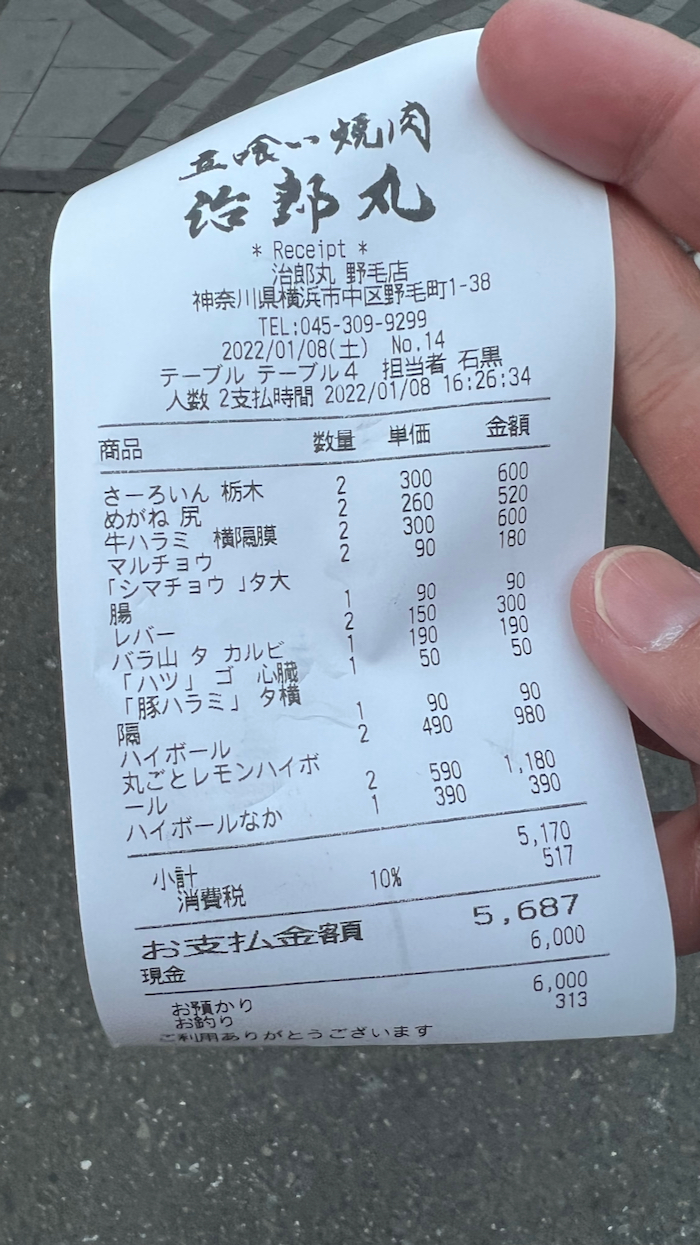 立喰い焼肉
治郎丸
* Receipt *
治郎丸 野毛店
神奈川県横浜市中区野毛町1-38
TEL:045-309-9299
2022/01/08(土) No.14
テーブル テーブル4 担当者 石黒
人数 2支払時間 2022/01/08 16:26:34
商品 数量 単価 金額
さーろいん 栃木 2 300 600
めがね 尻 2 260 520
牛ハラミ 横隔膜 2 300 600
マルチョウ 2 90 180
「シマチョウ」タ大
腸 1 90 90
レバー 2 150 300
バラ山 タ カルビ 1 190 190
「ハツ」 ゴ 心臓 1 50 50
「豚ハラミ」 タ横
隔 1 90 90
ハイボール 2 490 980
丸ごとレモンハイボ
ール 2 590 1,180
ハイボールなか 1 390 390
小計 5,170
消費税 10% 517
お支払金額 5,687
現金 6,000
お預かり 6,000
お釣り 313
ご利用ありがとうございます